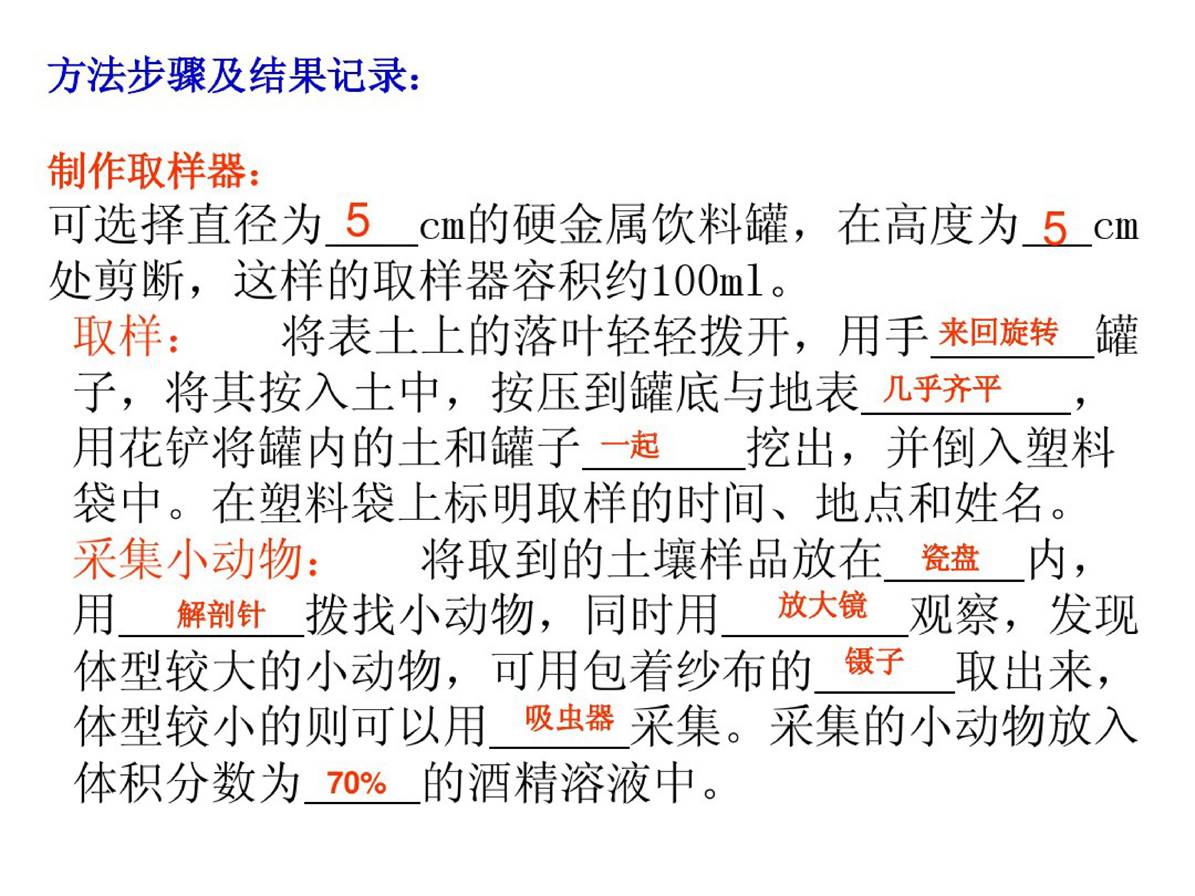 方法步骤及结果记录：
制作取样器：
可选择直径为 5 cm的硬金属饮料罐，在高度为 5 cm
处剪断，这样的取样器容积约100ml。
取样： 将表土上的落叶轻轻拨开，用手 来回旋转 罐
子，将其按入土中，按压到罐底与地表 几乎齐平 ，
用花铲将罐内的土和罐子 一起 挖出，并倒入塑料
袋中。在塑料袋上标明取样的时间、地点和姓名。
采集小动物： 将取到的土壤样品放在 瓷盘 内，
用 解剖针 拨找小动物，同时用 放大镜 观察，发现
体型较大的小动物，可用包着纱布的 镊子 取出来，
体型较小的则可以用 吸虫器 采集。采集的小动物放入
体积分数为 70% 的酒精溶液中。